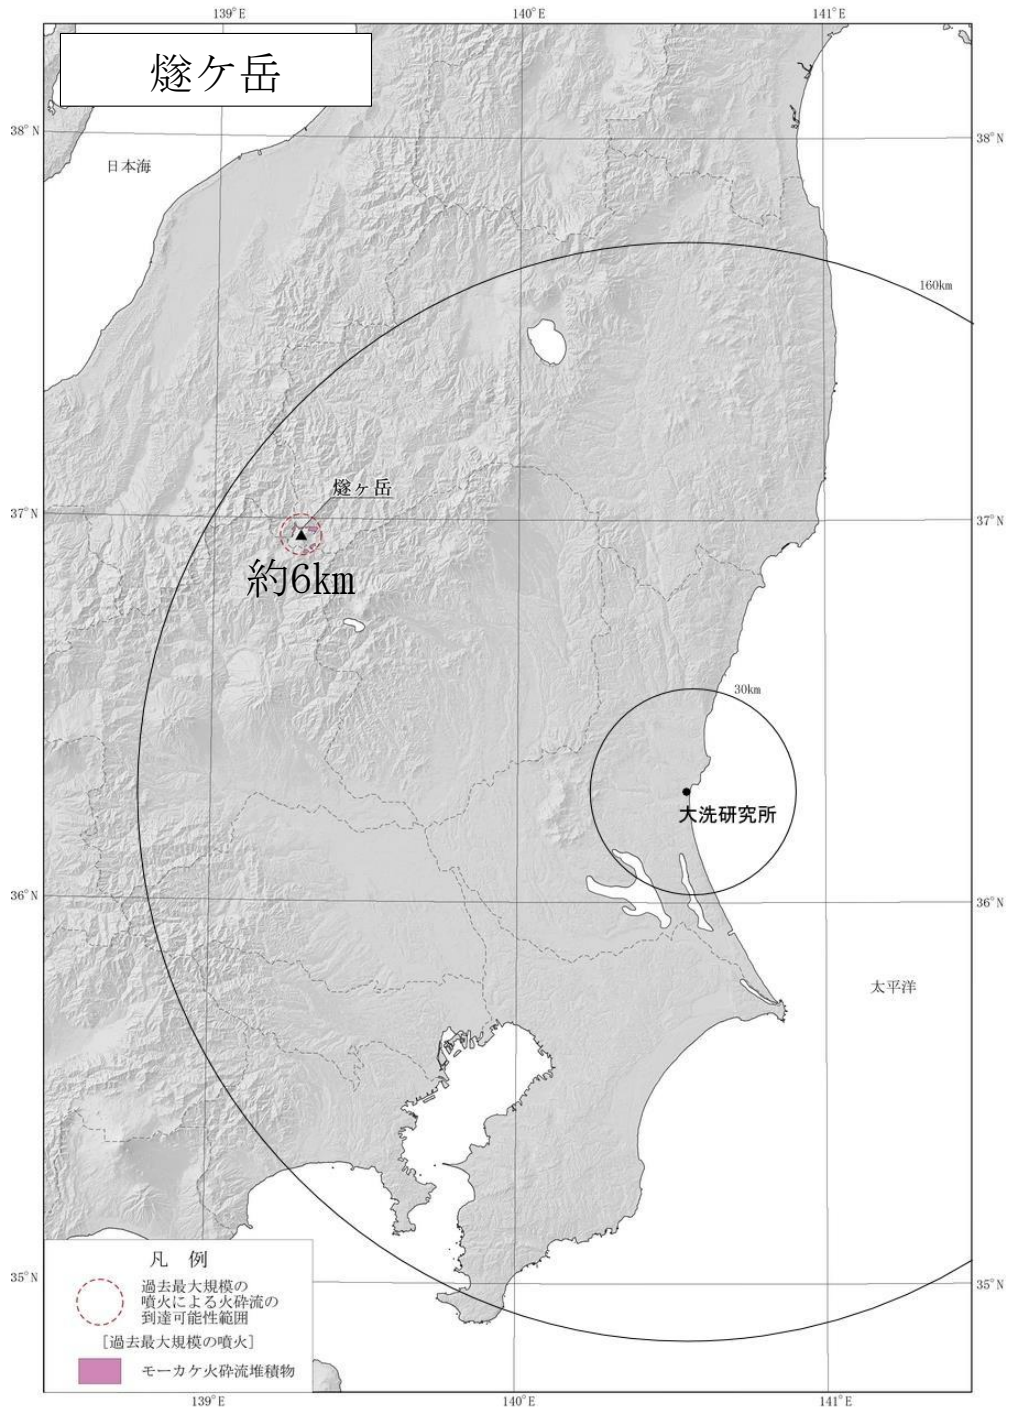 139°E
140°E
141°E
燧ケ岳
38°N
38°N
日本海
160km
燧ヶ岳
37°N
37°N
約6km
30km
大洗研究所
36°N
36°N
太平洋
35°N
35°N
凡 例
過去最大規模の
噴火による火砕流の
到達可能性範囲
[過去最大規模の噴火]
モーカケ火砕流堆積物
139°E
140°E
141°E